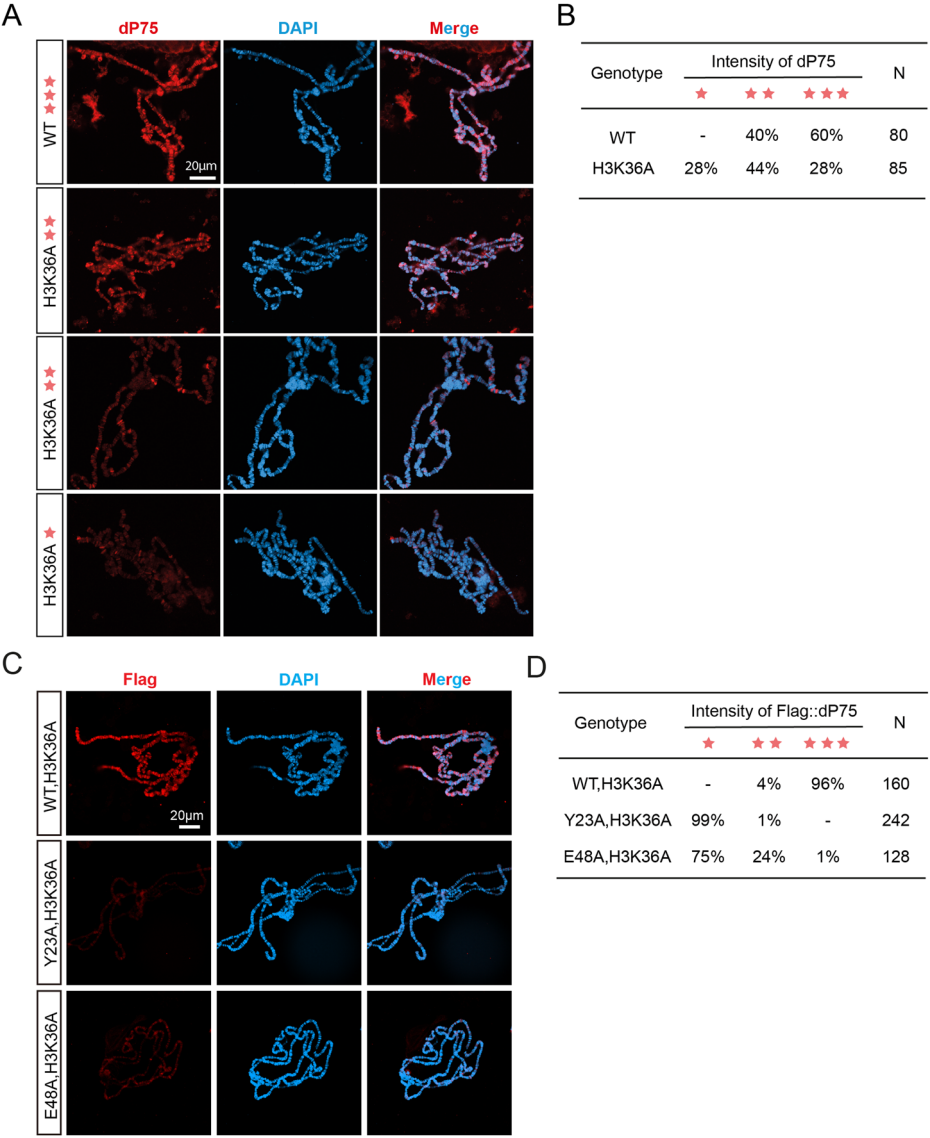 A
dP75 DAPI Merge
WT ★★★
20μm
H3K36A ★★
H3K36A ★★
H3K36A ★
B
Genotype Intensity of dP75 N
★ ★★ ★★★
WT - 40% 60% 80
H3K36A 28% 44% 28% 85
C
Flag DAPI Merge
WT,H3K36A
20μm
Y23A,H3K36A
E48A,H3K36A
D
Genotype Intensity of Flag::dP75 N
★ ★★ ★★★
WT,H3K36A - 4% 96% 160
Y23A,H3K36A 99% 1% - 242
E48A,H3K36A 75% 24% 1% 128